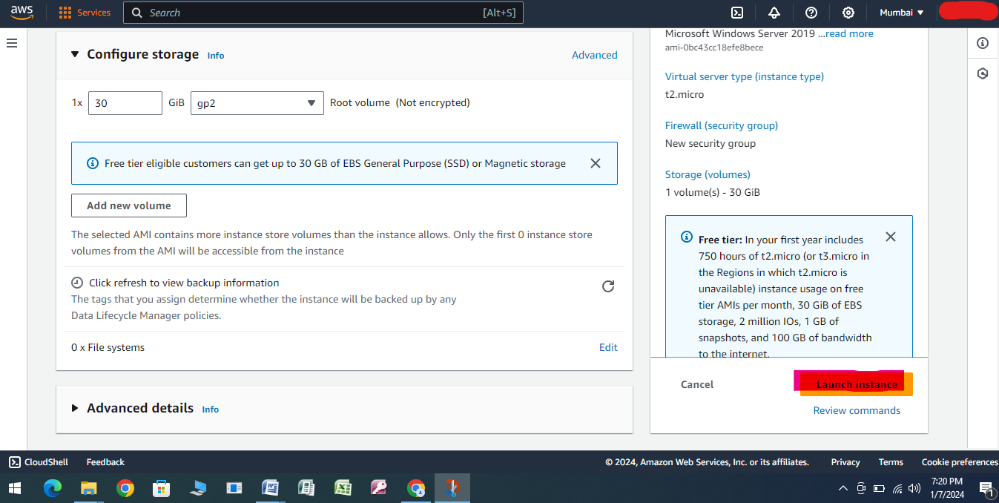 aws
Services
Search
[Alt+S]
Mumbai
Configure storage Info
Advanced
1x 30 GiB gp2 Root volume (Not encrypted)
Free tier eligible customers can get up to 30 GB of EBS General Purpose (SSD) or Magnetic storage
Add new volume
The selected AMI contains more instance store volumes than the instance allows. Only the first 0 instance store
volumes from the AMI will be accessible from the instance
Click refresh to view backup information
The tags that you assign determine whether the instance will be backed up by any
Data Lifecycle Manager policies.
0 x File systems
Edit
Advanced details Info
Microsoft Windows Server 2019 ...read more
ami-0bc43cc18efe8bece
Virtual server type (instance type)
t2.micro
Firewall (security group)
New security group
Storage (volumes)
1 volume(s) - 30 GiB
Free tier: In your first year includes
750 hours of t2.micro (or t3.micro in
the Regions in which t2.micro is
unavailable) instance usage on free
tier AMIs per month, 30 GiB of EBS
storage, 2 million IOs, 1 GB of
snapshots, and 100 GB of bandwidth
to the internet.
Cancel
Launch instance
Review commands
CloudShell
Feedback
© 2024, Amazon Web Services, Inc. or its affiliates.
Privacy
Terms
Cookie preferences
7:20 PM
1/7/2024
1